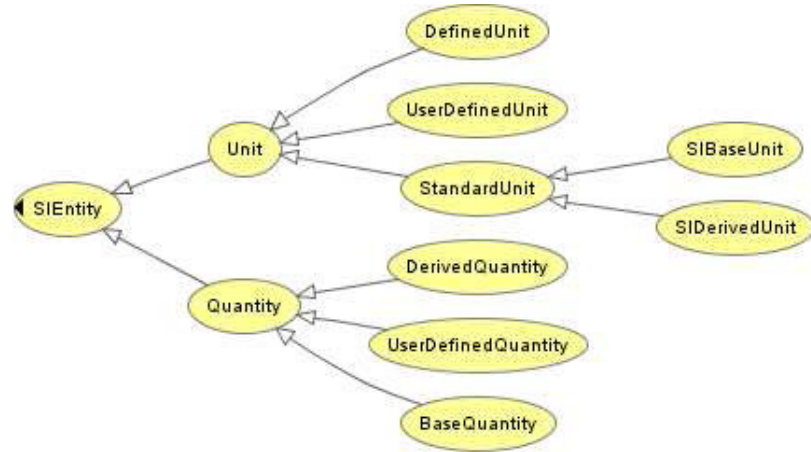 DefinedUnit
UserDefinedUnit
Unit
SIBaseUnit
StandardUnit
SIEntity
SIDerivedUnit
DerivedQuantity
Quantity
UserDefinedQuantity
BaseQuantity